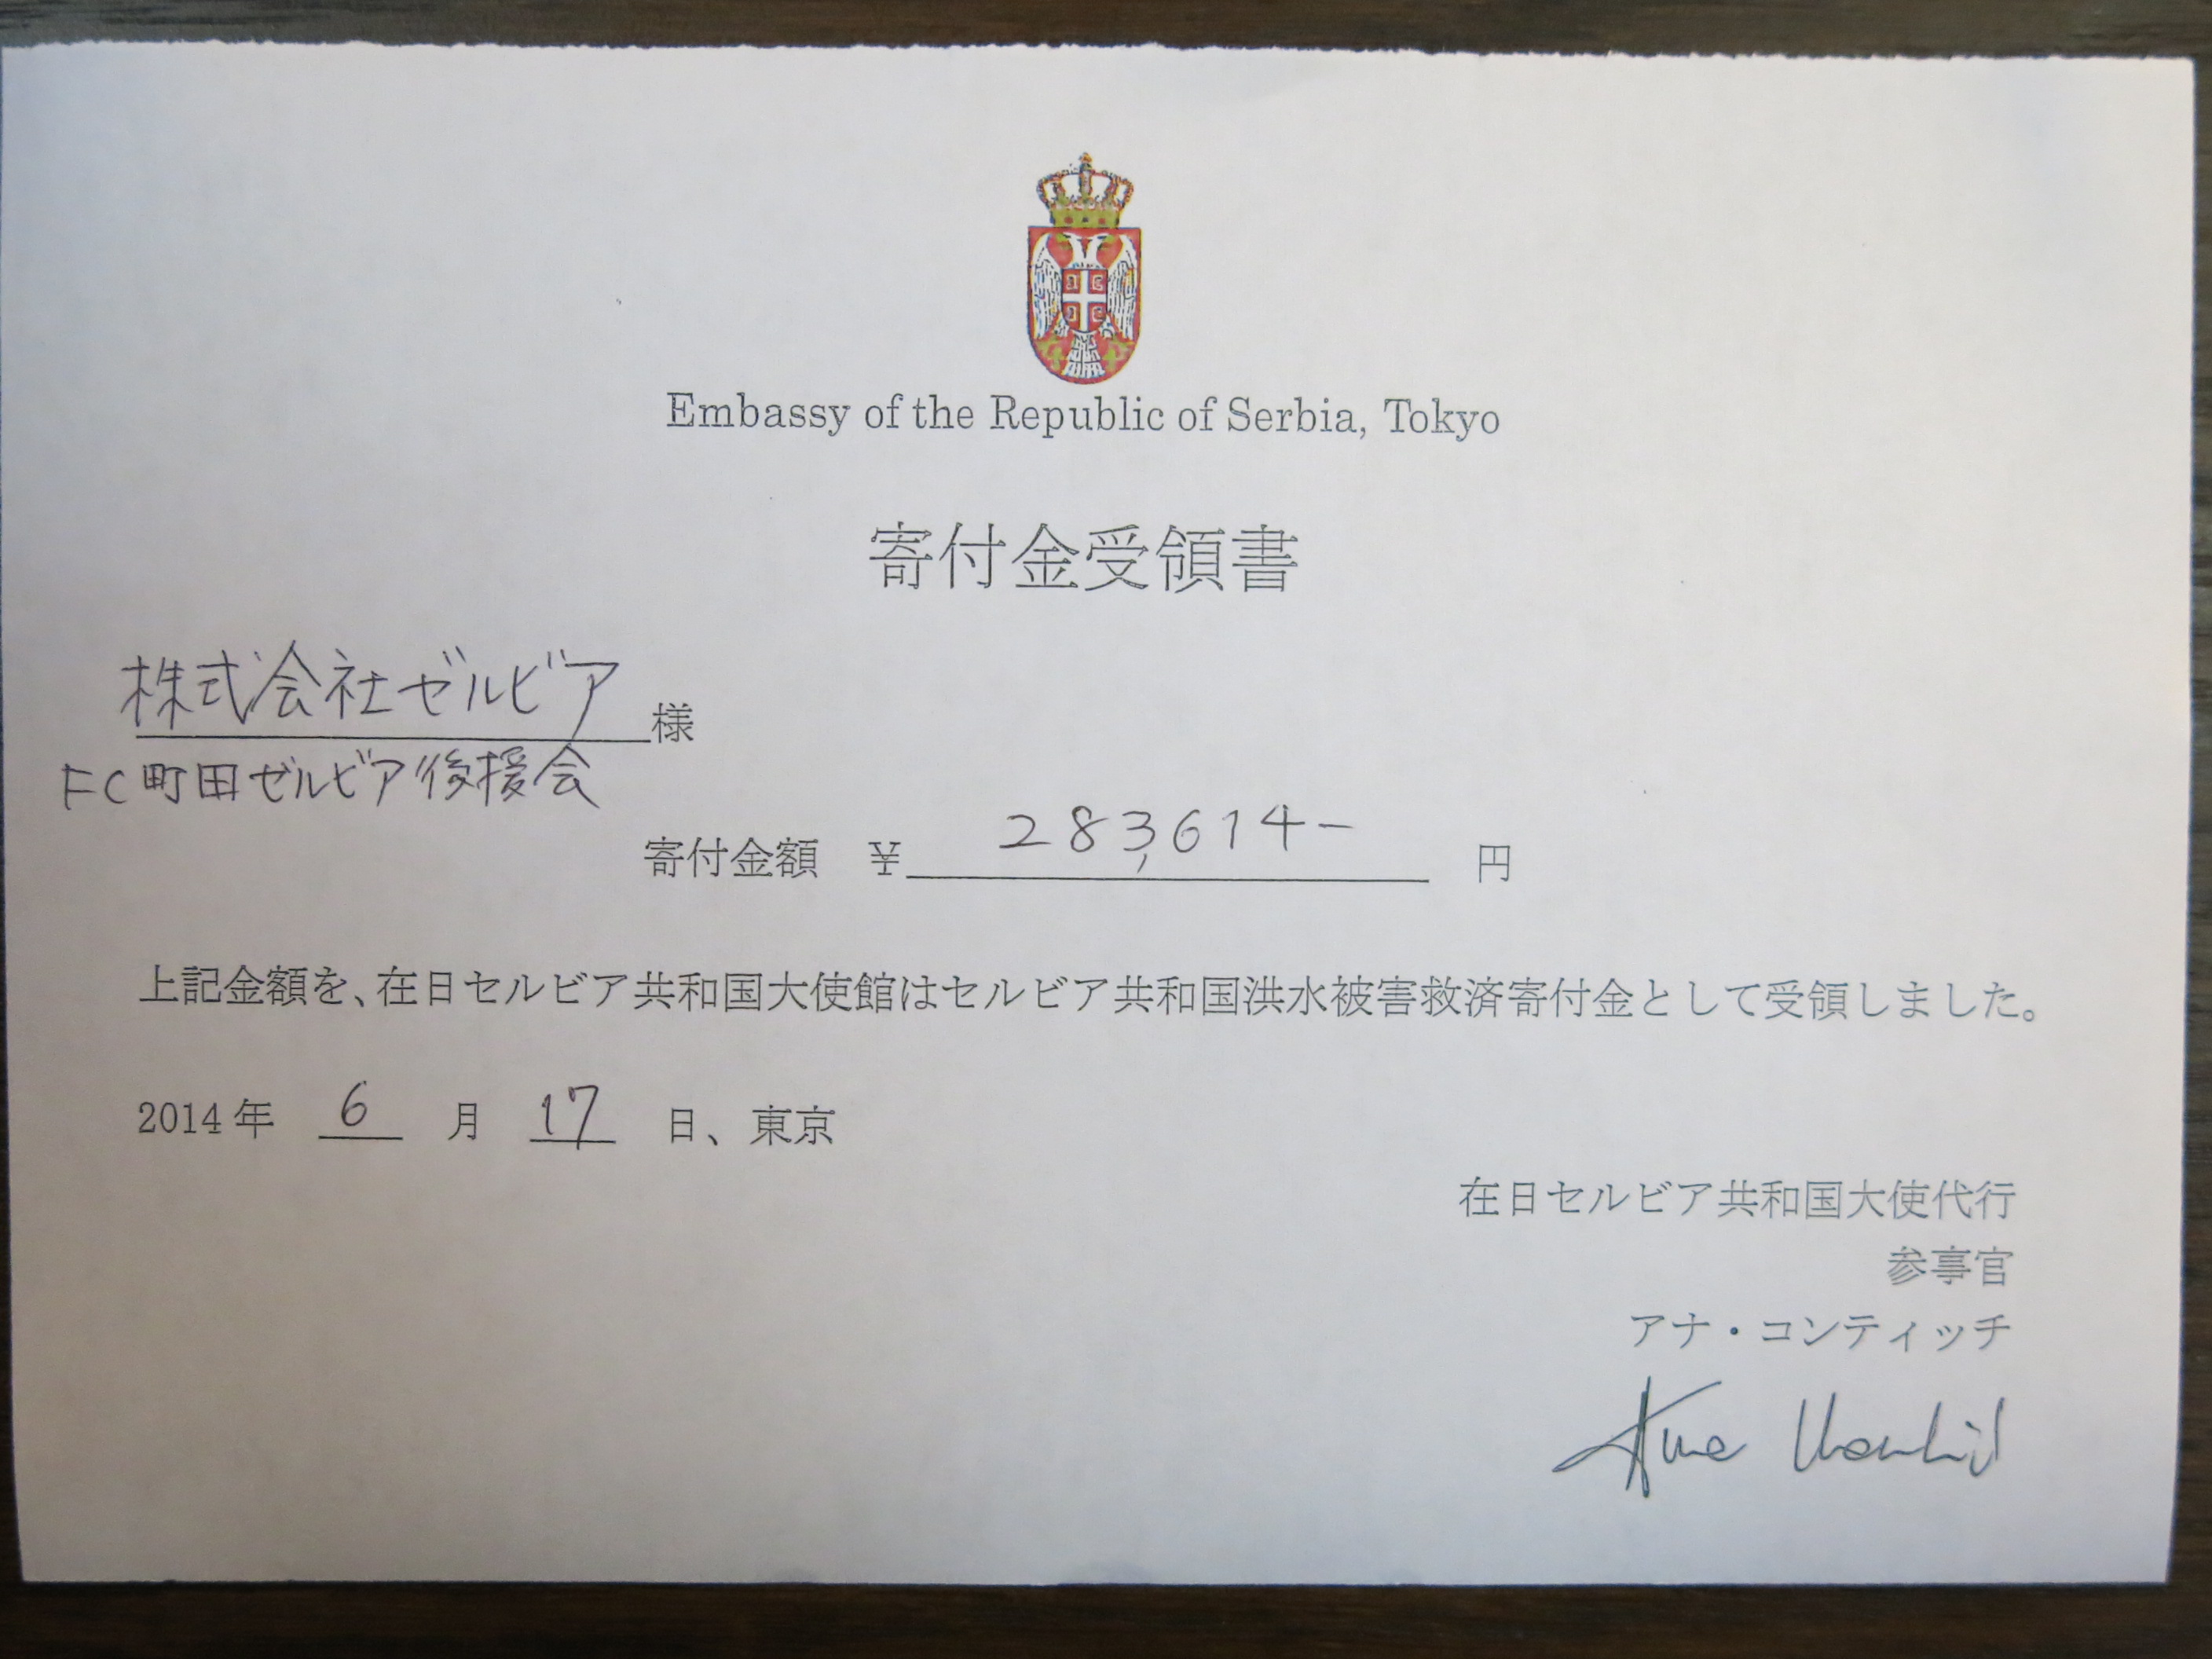 Embassy of the Republic of Serbia, Tokyo
寄付金受領書
株式会社ゼルビア様
FC町田ゼルビア後援会
寄付金額 ¥ 283,614- 円
上記金額を、在日セルビア共和国大使館はセルビア共和国洪水被害救済寄付金として受領しました。
2014年 6 月 17 日、東京
在日セルビア共和国大使代行
参事官
アナ・コンティッチ